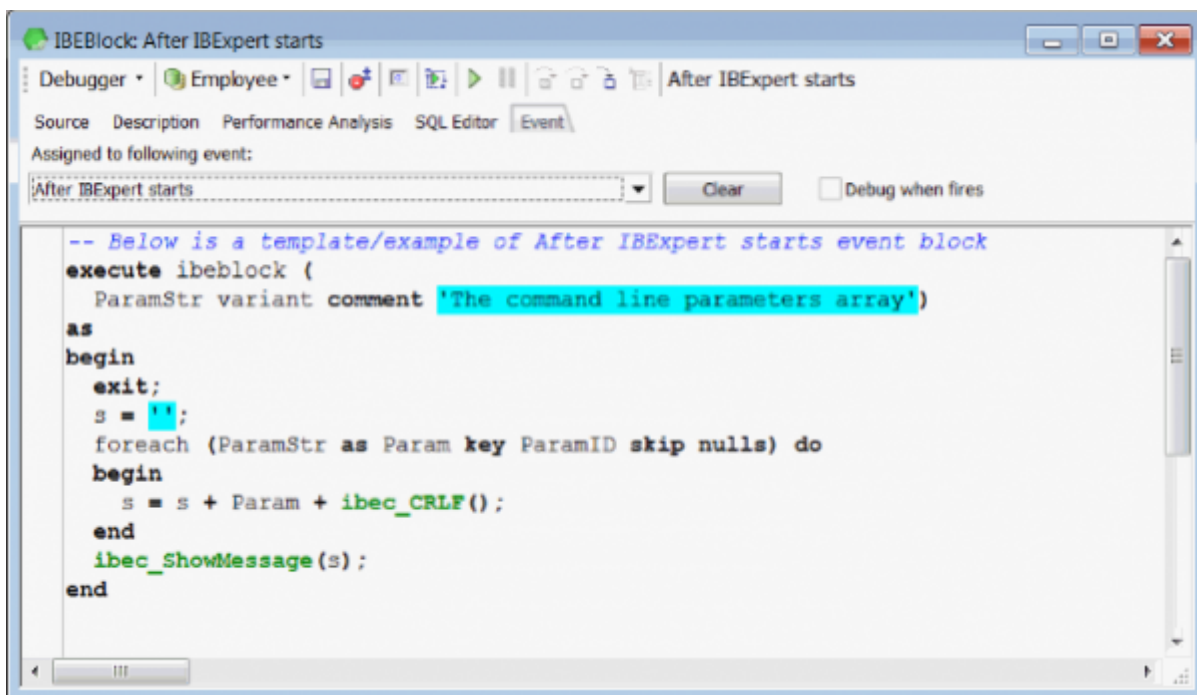 IBEBlock: After IBExpert starts
Debugger Employee After IBExpert starts
Source Description Performance Analysis SQL Editor Event
Assigned to following event:
After IBExpert starts Clear Debug when fires
-- Below is a template/example of After IBExpert starts event block
execute ibeblock (
ParamStr variant comment 'The command line parameters array')
as
begin
exit;
s = '';
foreach (ParamStr as Param key ParamID skip nulls) do
begin
s = s + Param + ibec_CRLF();
end
ibec_ShowMessage(s);
end